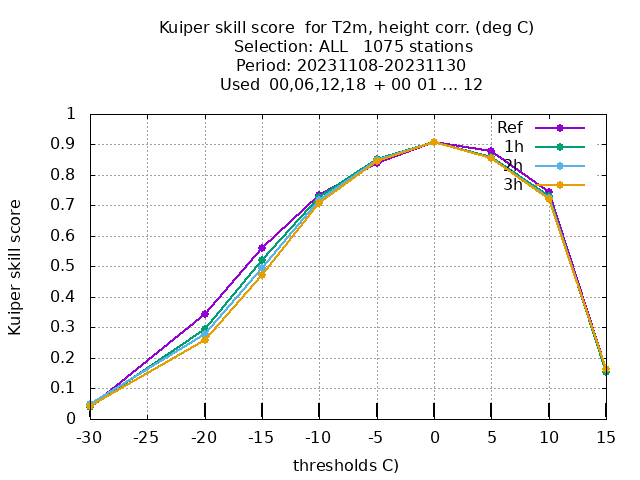 Kuiper skill score  for T2m, height corr. (deg C)
Selection: ALL   1075 stations
Period: 20231108-20231130
Used  00,06,12,18  + 00 01 ... 12
Kuiper skill score
1
0.9
0.8
0.7
0.6
0.5
0.4
0.3
0.2
0.1
0
Ref
1h
2h
3h
-30 -25 -20 -15 -10 -5 0 5 10 15
thresholds C)